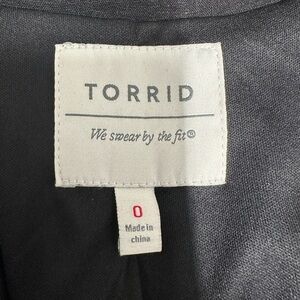 TORRID
We swear by the fit®
0
Made in
china